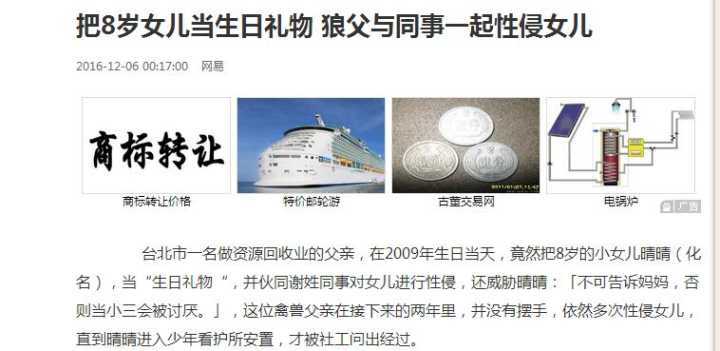 把8岁女儿当生日礼物 狼父与同事一起性侵女儿
2016-12-06 00:17:00 网易
商标转让
商标转让价格 特价邮轮游 古董交易网 电锅炉
广告
台北市一名做资源回收业的父亲，在2009年生日当天，竟然把8岁的小女儿晴晴（化
名），当“生日礼物“，并伙同谢姓同事对女儿进行性侵，还威胁晴晴：「不可告诉妈妈，否
则当小三会被讨厌。」，这位禽兽父亲在接下来的两年里，并没有摆手，依然多次性侵女儿，
直到晴晴进入少年看护所安置，才被社工问出经过。